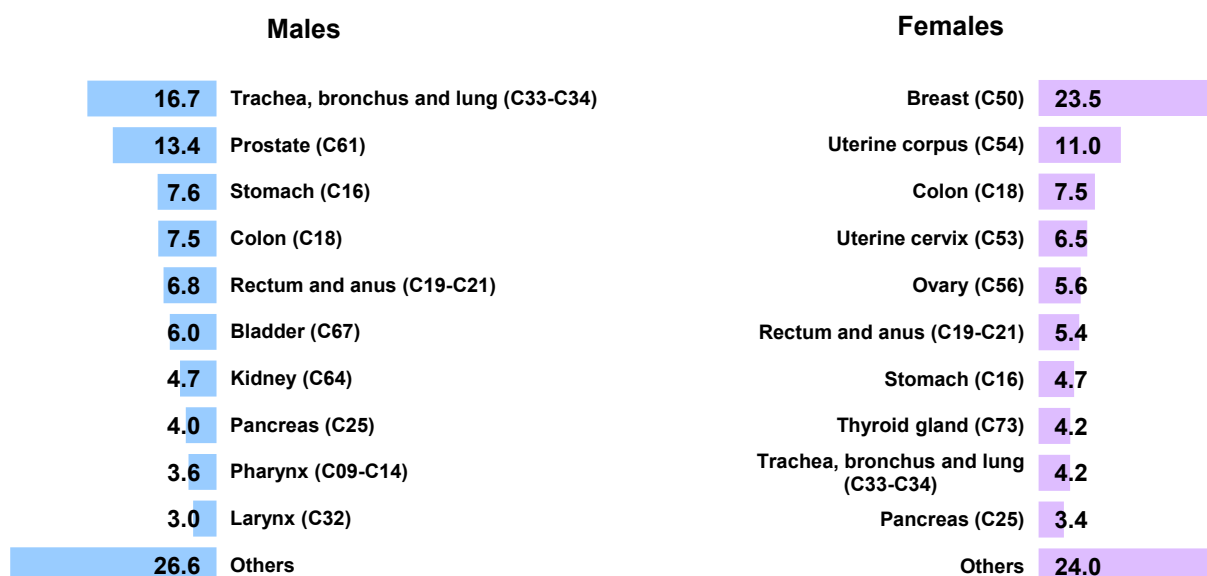 Males
16.7 Trachea, bronchus and lung (C33-C34)
13.4 Prostate (C61)
7.6 Stomach (C16)
7.5 Colon (C18)
6.8 Rectum and anus (C19-C21)
6.0 Bladder (C67)
4.7 Kidney (C64)
4.0 Pancreas (C25)
3.6 Pharynx (C09-C14)
3.0 Larynx (C32)
26.6 Others
Females
Breast (C50) 23.5
Uterine corpus (C54) 11.0
Colon (C18) 7.5
Uterine cervix (C53) 6.5
Ovary (C56) 5.6
Rectum and anus (C19-C21) 5.4
Stomach (C16) 4.7
Thyroid gland (C73) 4.2
Trachea, bronchus and lung
(C33-C34) 4.2
Pancreas (C25) 3.4
Others 24.0